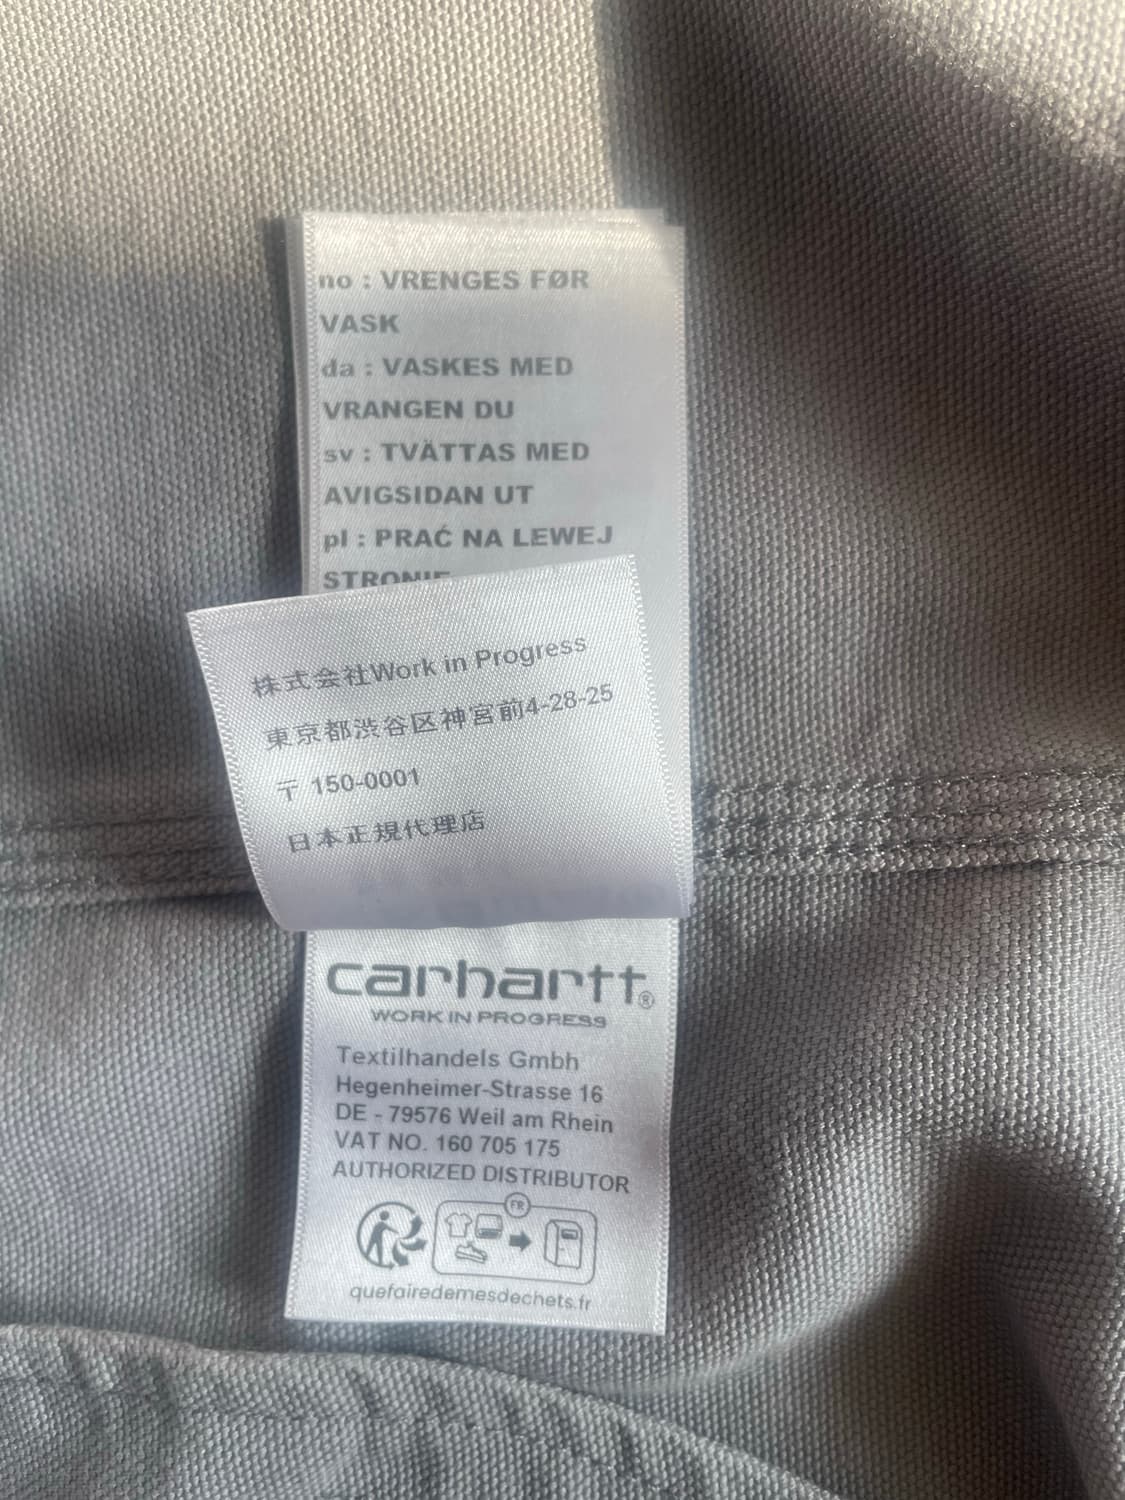 no : VRENGES FØR
VASK
da : VASKES MED
VRANGEN DU
sv : TVÄTTAS MED
AVIGSIDAN UT
pl : PRAĆ NA LEWEJ
STRONIE
株式会社Work in Progress
東京都渋谷区神宮前4-28-25
〒 150-0001
日本正規代理店
carhartt®
WORK IN PROGRESS
Textilhandels Gmbh
Hegenheimer-Strasse 16
DE - 79576 Weil am Rhein
VAT NO. 160 705 175
AUTHORIZED DISTRIBUTOR
FR
quefairedemesdechets.fr